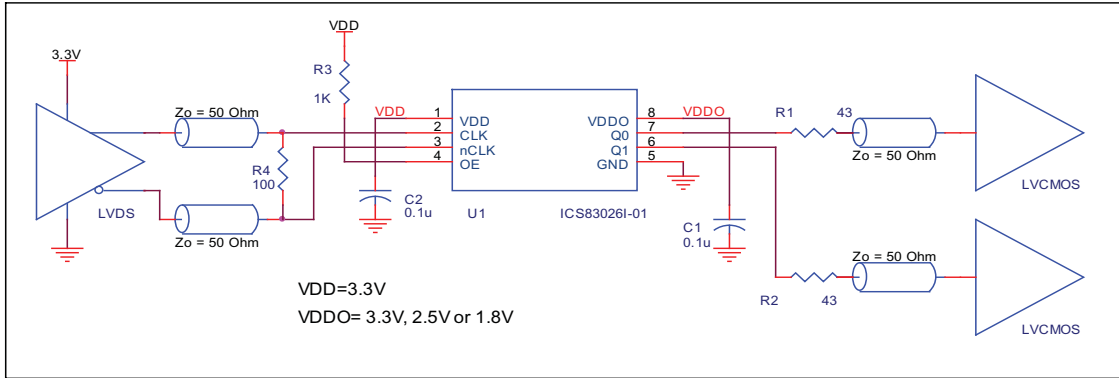 VDD
3.3V
R3
1K
Zo = 50 Ohm
VDD
1
VDD
2
CLK
3
nCLK
4
OE
VDDO
8
Q0
7
Q1
6
GND
5
VDDO
R1
43
Zo = 50 Ohm
LVCMOS
R4
100
LVDS
Zo = 50 Ohm
C2
0.1u
U1
ICS83026I-01
C1
0.1u
Zo = 50 Ohm
R2
43
LVCMOS
VDD=3.3V
VDDO= 3.3V, 2.5V or 1.8V